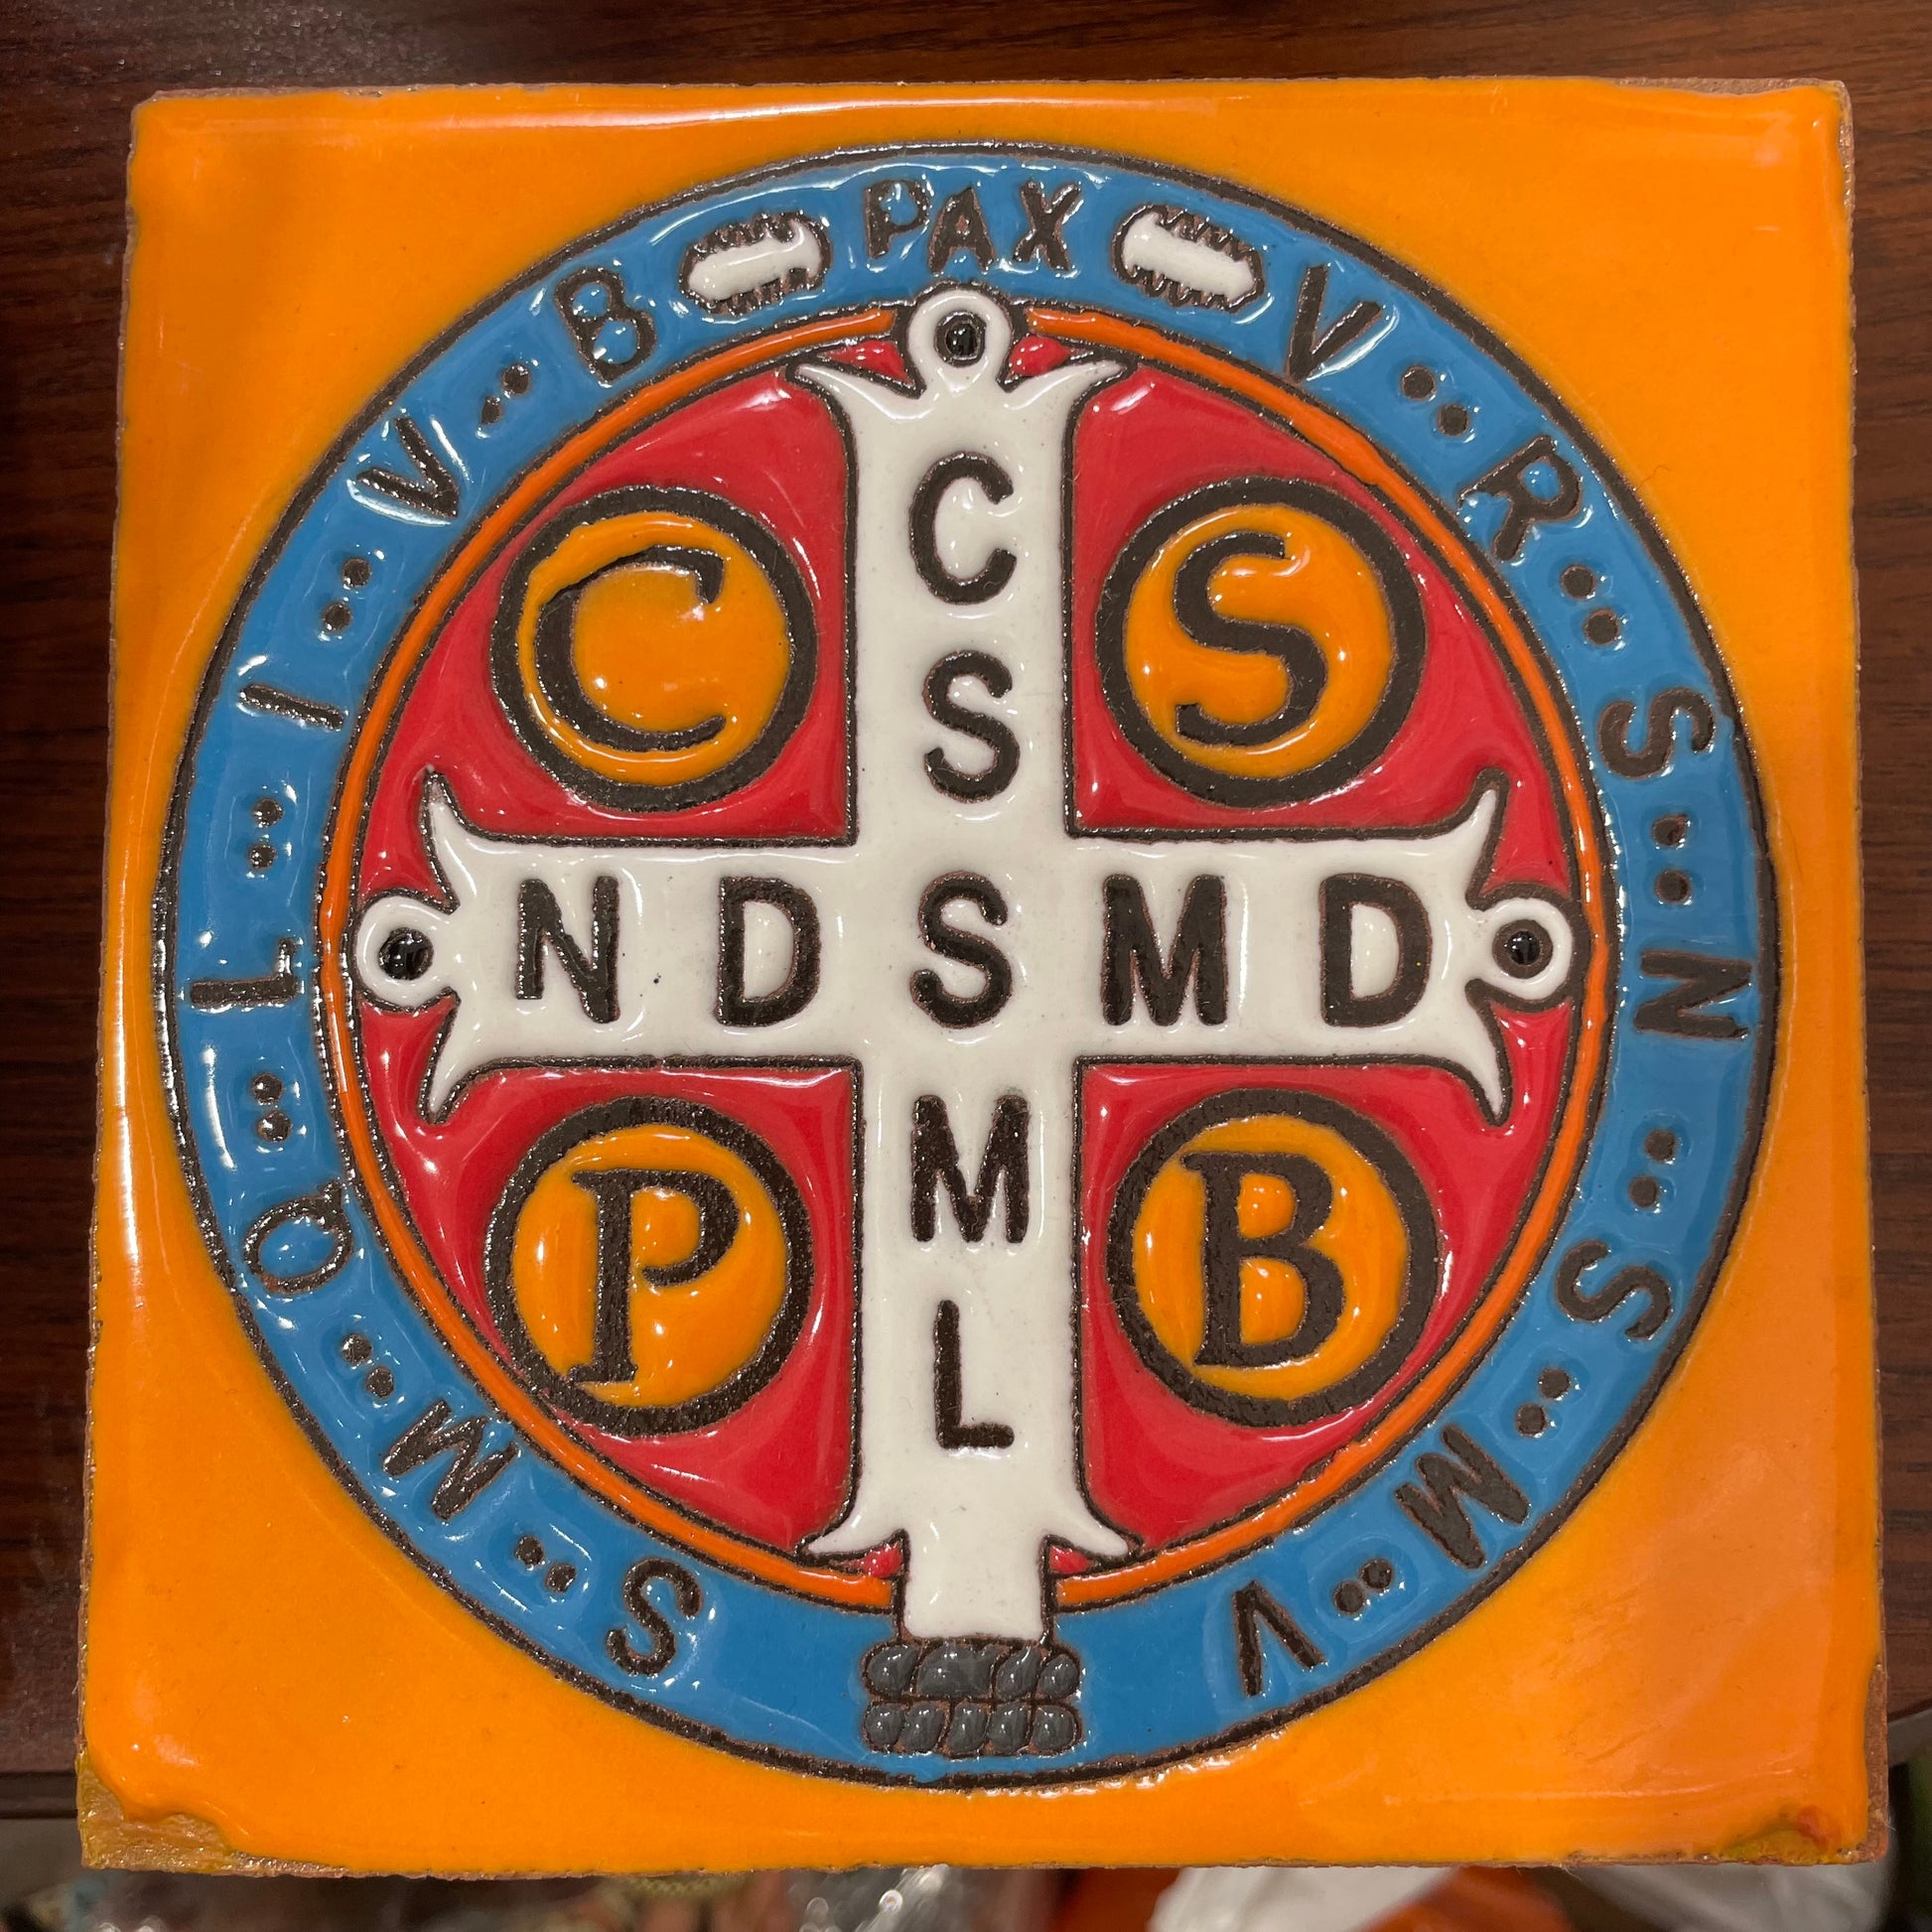 PAX
V·· R·· S·· N·· S·· M·· V
S·· M·· Q·· L·· I·· V·· B
C S
C
S
N D S M D
M
L
P B